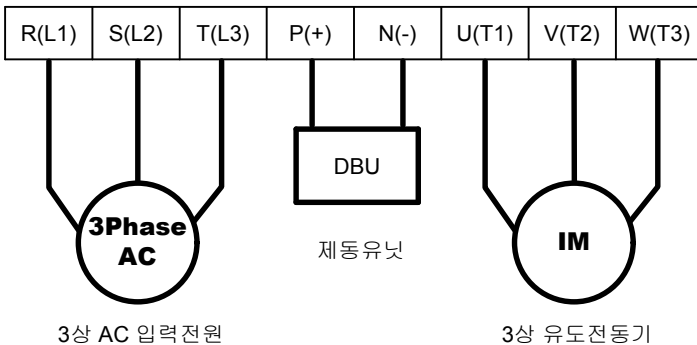 R(L1) S(L2) T(L3) P(+) N(-) U(T1) V(T2) W(T3)
DBU
3Phase
AC
IM
제동유닛
3상 AC 입력전원
3상 유도전동기